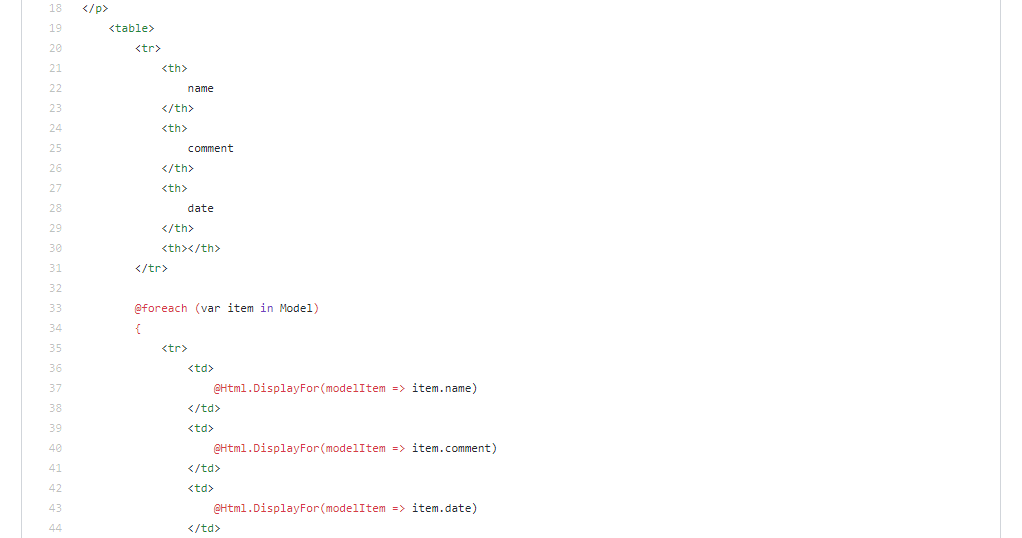 18 </p>
19 <table>
20 <tr>
21 <th>
22 name
23 </th>
24 <th>
25 comment
26 </th>
27 <th>
28 date
29 </th>
30 <th></th>
31 </tr>
32
33 @foreach (var item in Model)
34 {
35 <tr>
36 <td>
37 @Html.DisplayFor(modelItem => item.name)
38 </td>
39 <td>
40 @Html.DisplayFor(modelItem => item.comment)
41 </td>
42 <td>
43 @Html.DisplayFor(modelItem => item.date)
44 </td>